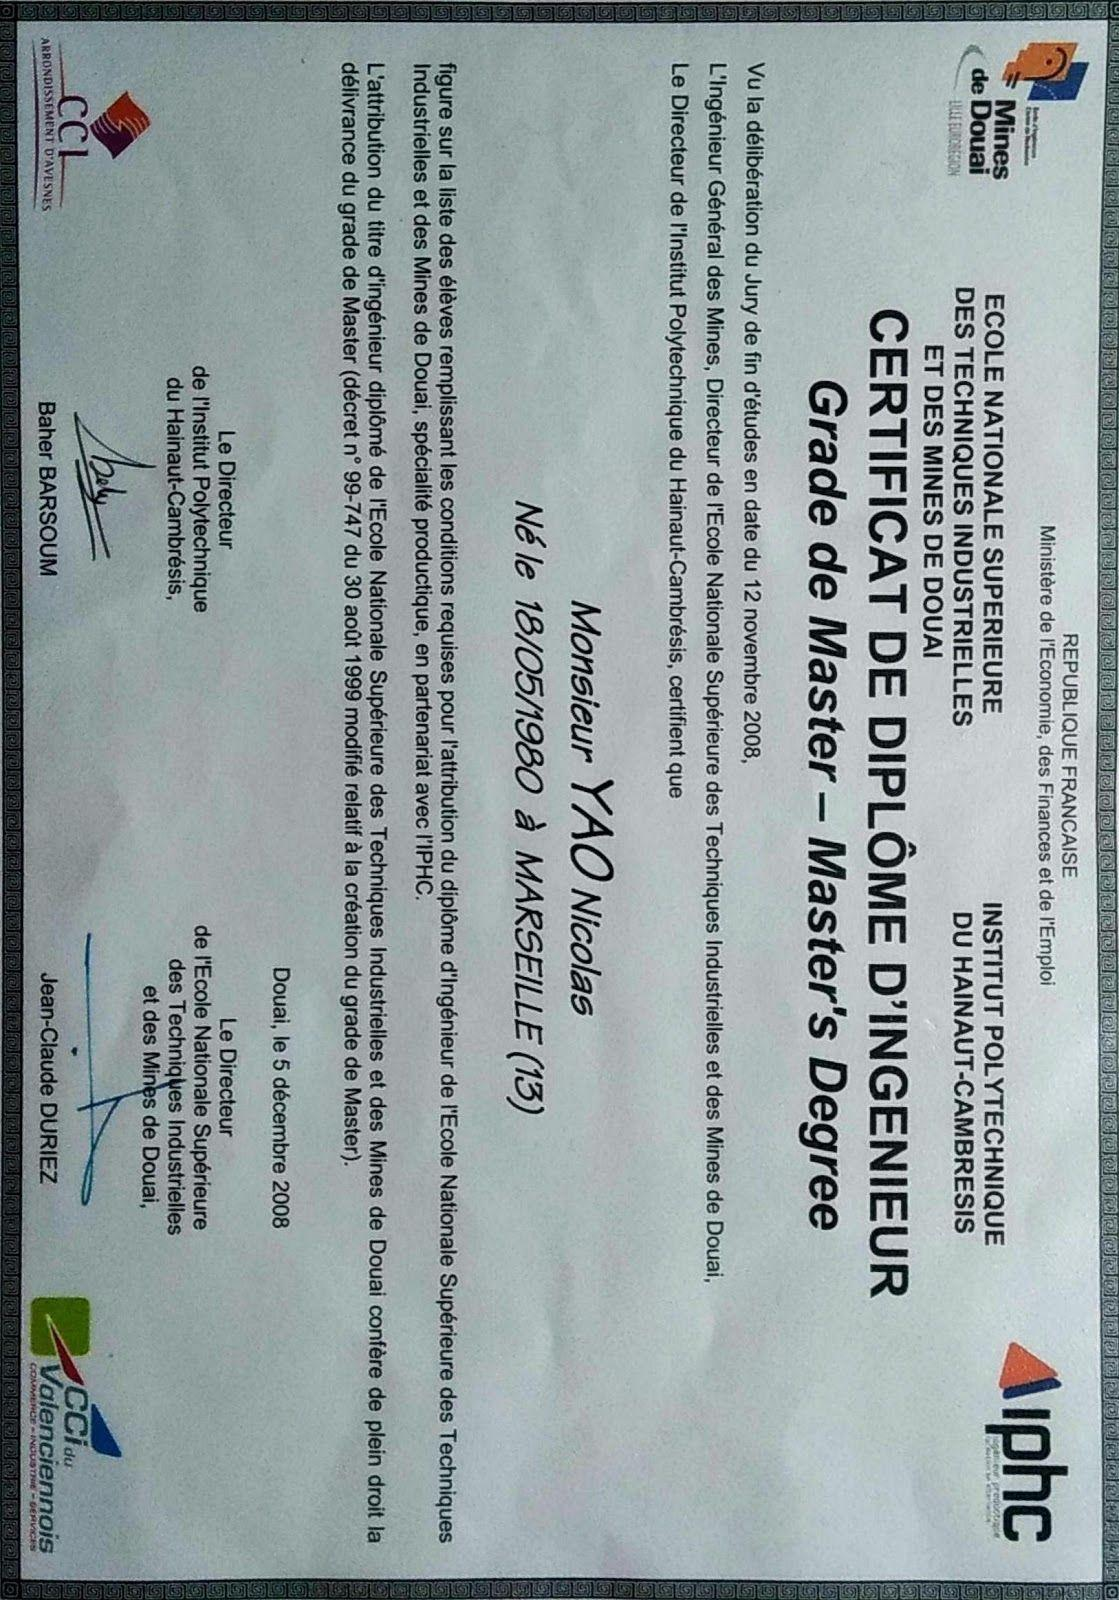 REPUBLIQUE FRANCAISE
Ministère de l'Economie, des Finances et de l'Emploi
Mines
de Douai
LILLE EUROREGION
ECOLE NATIONALE SUPERIEURE
DES TECHNIQUES INDUSTRIELLES
ET DES MINES DE DOUAI
INSTITUT POLYTECHNIQUE
DU HAINAUT-CAMBRESIS
iphc
CERTIFICAT DE DIPLÔME D'INGENIEUR
Grade de Master – Master's Degree
Vu la délibération du Jury de fin d'études en date du 12 novembre 2008,
L'Ingénieur Général des Mines, Directeur de l'Ecole Nationale Supérieure des Techniques Industrielles et des Mines de Douai,
Le Directeur de l'Institut Polytechnique du Hainaut-Cambrésis, certifient que
Monsieur YAO Nicolas
Né le 18/05/1980 à MARSEILLE (13)
figure sur la liste des élèves remplissant les conditions requises pour l'attribution du diplôme d'Ingénieur de l'Ecole Nationale Supérieure des Techniques
Industrielles et des Mines de Douai, spécialité productique, en partenariat avec l'IPHC.
L'attribution du titre d'ingénieur diplômé de l'Ecole Nationale Supérieure des Techniques Industrielles et des Mines de Douai confère de plein droit la
délivrance du grade de Master (décret n° 99-747 du 30 août 1999 modifié relatif à la création du grade de Master).
Douai, le 5 décembre 2008
Le Directeur
de l'Institut Polytechnique
du Hainaut-Cambrésis,
Baher BARSOUM
Le Directeur
de l'Ecole Nationale Supérieure
des Techniques Industrielles
et des Mines de Douai,
Jean-Claude DURIEZ
CCI
ARRONDISSEMENT D'AVESNES
CCI du
Valenciennois
COMMERCE - INDUSTRIE - SERVICES